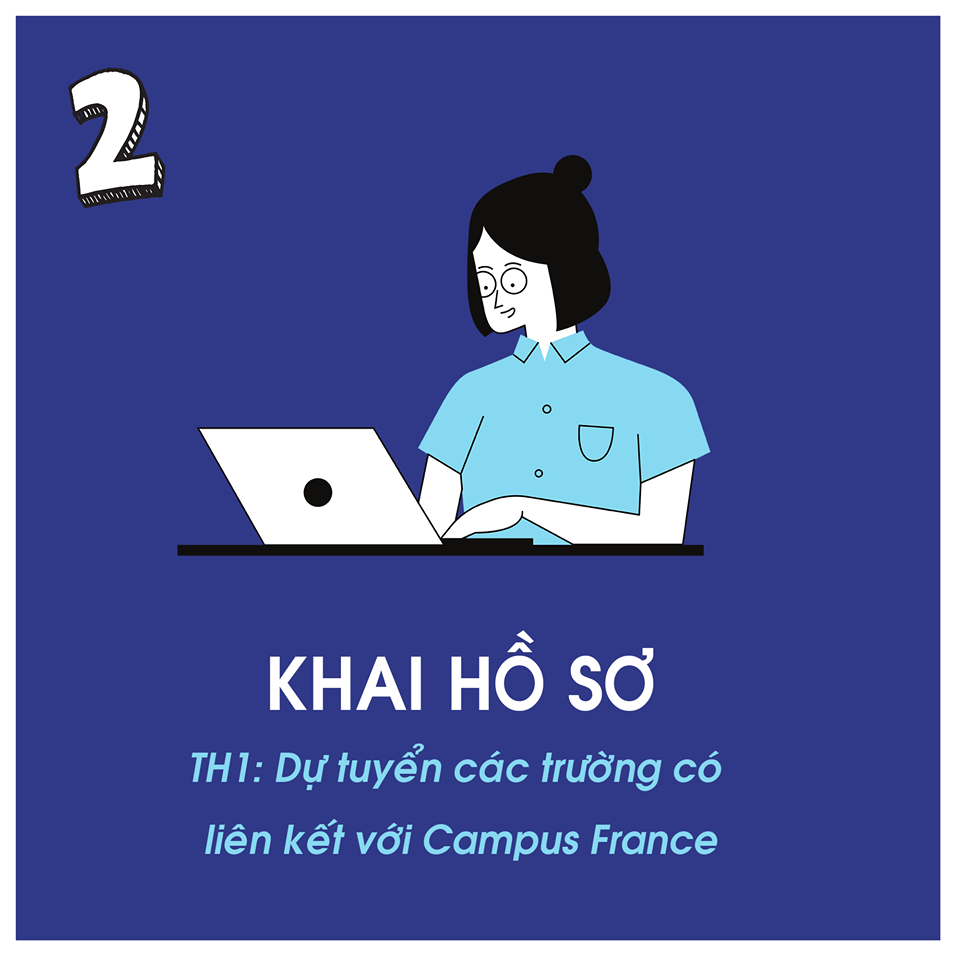 2
KHAI HỒ SƠ
TH1: Dự tuyển các trường có
liên kết với Campus France